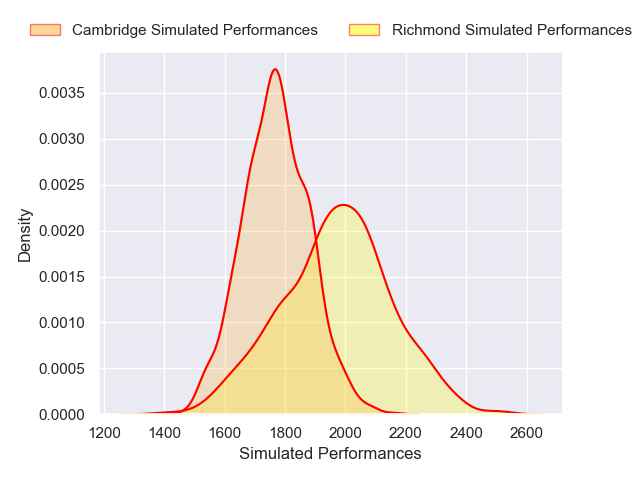 Cambridge Simulated Performances
Richmond Simulated Performances
0.0035
0.0030
0.0025
0.0020
0.0015
0.0010
0.0005
0.0000
Density
1200 1400 1600 1800 2000 2200 2400 2600
Simulated Performances